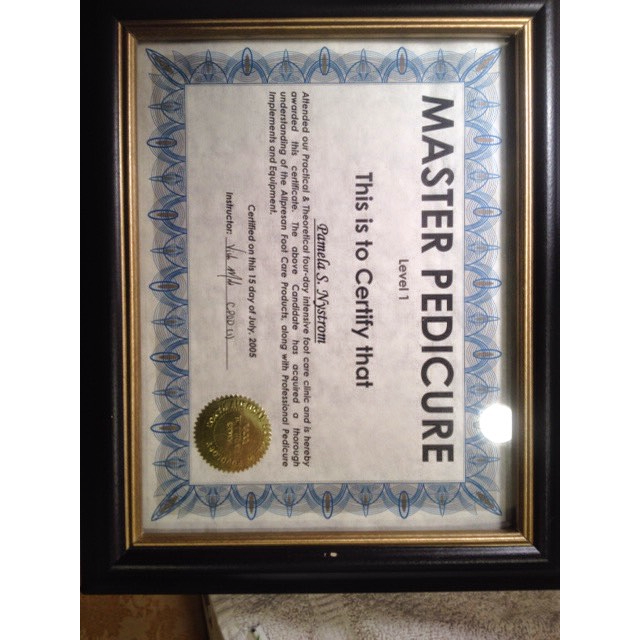 MASTER PEDICURE
Level 1
This is to Certify that
Pamela S. Nystrom
Attended our Practical & Theoretical four-day intensive foot care clinic and is hereby
awarded this certificate. The above Candidate has acquired a thorough
understanding of the Allpresan Foot Care Products, along with Professional Pedicure
Implements and Equipment.
Certified on this 15 day of July, 2005
Instructor: